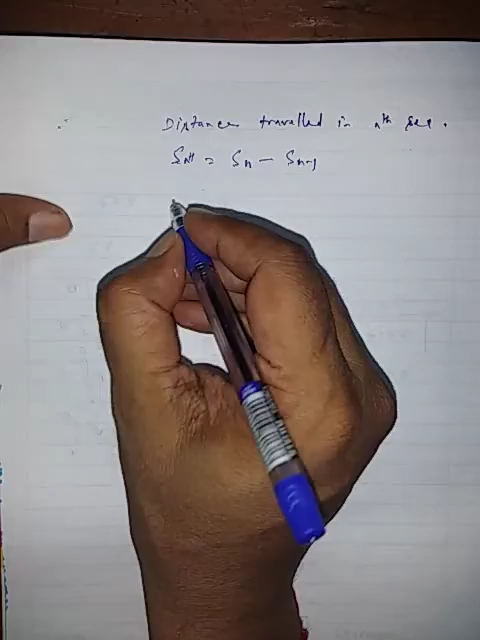 Distance travelled in nth sec.
Snth = Sn - Sn-1